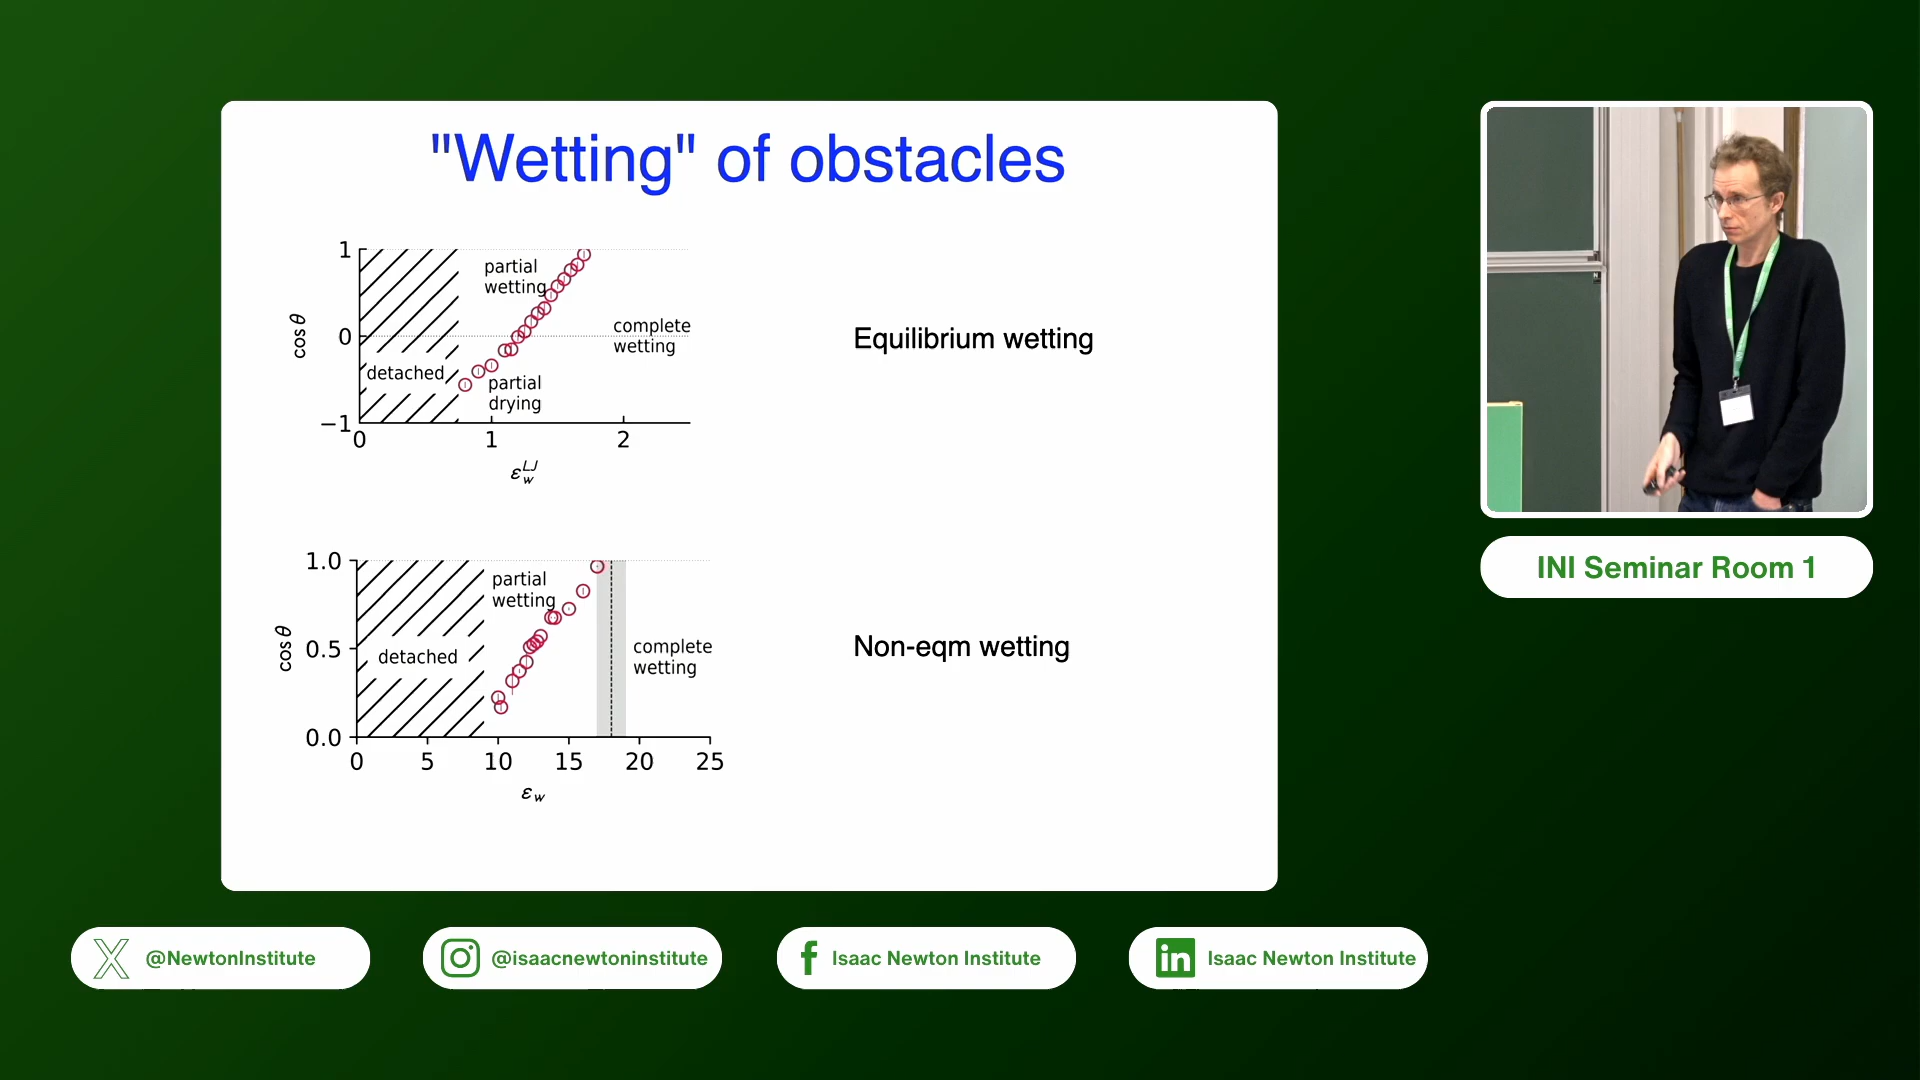 "Wetting" of obstacles
1
0
−1
cos θ
partial
wetting
complete
wetting
detached
partial
drying
0 1 2
ε_w^{LJ}
Equilibrium wetting
1.0
0.5
0.0
cos θ
partial
wetting
detached
complete
wetting
0 5 10 15 20 25
ε_w
Non-eqm wetting
INI Seminar Room 1
@NewtonInstitute
@isaacnewtoninstitute
Isaac Newton Institute
Isaac Newton Institute